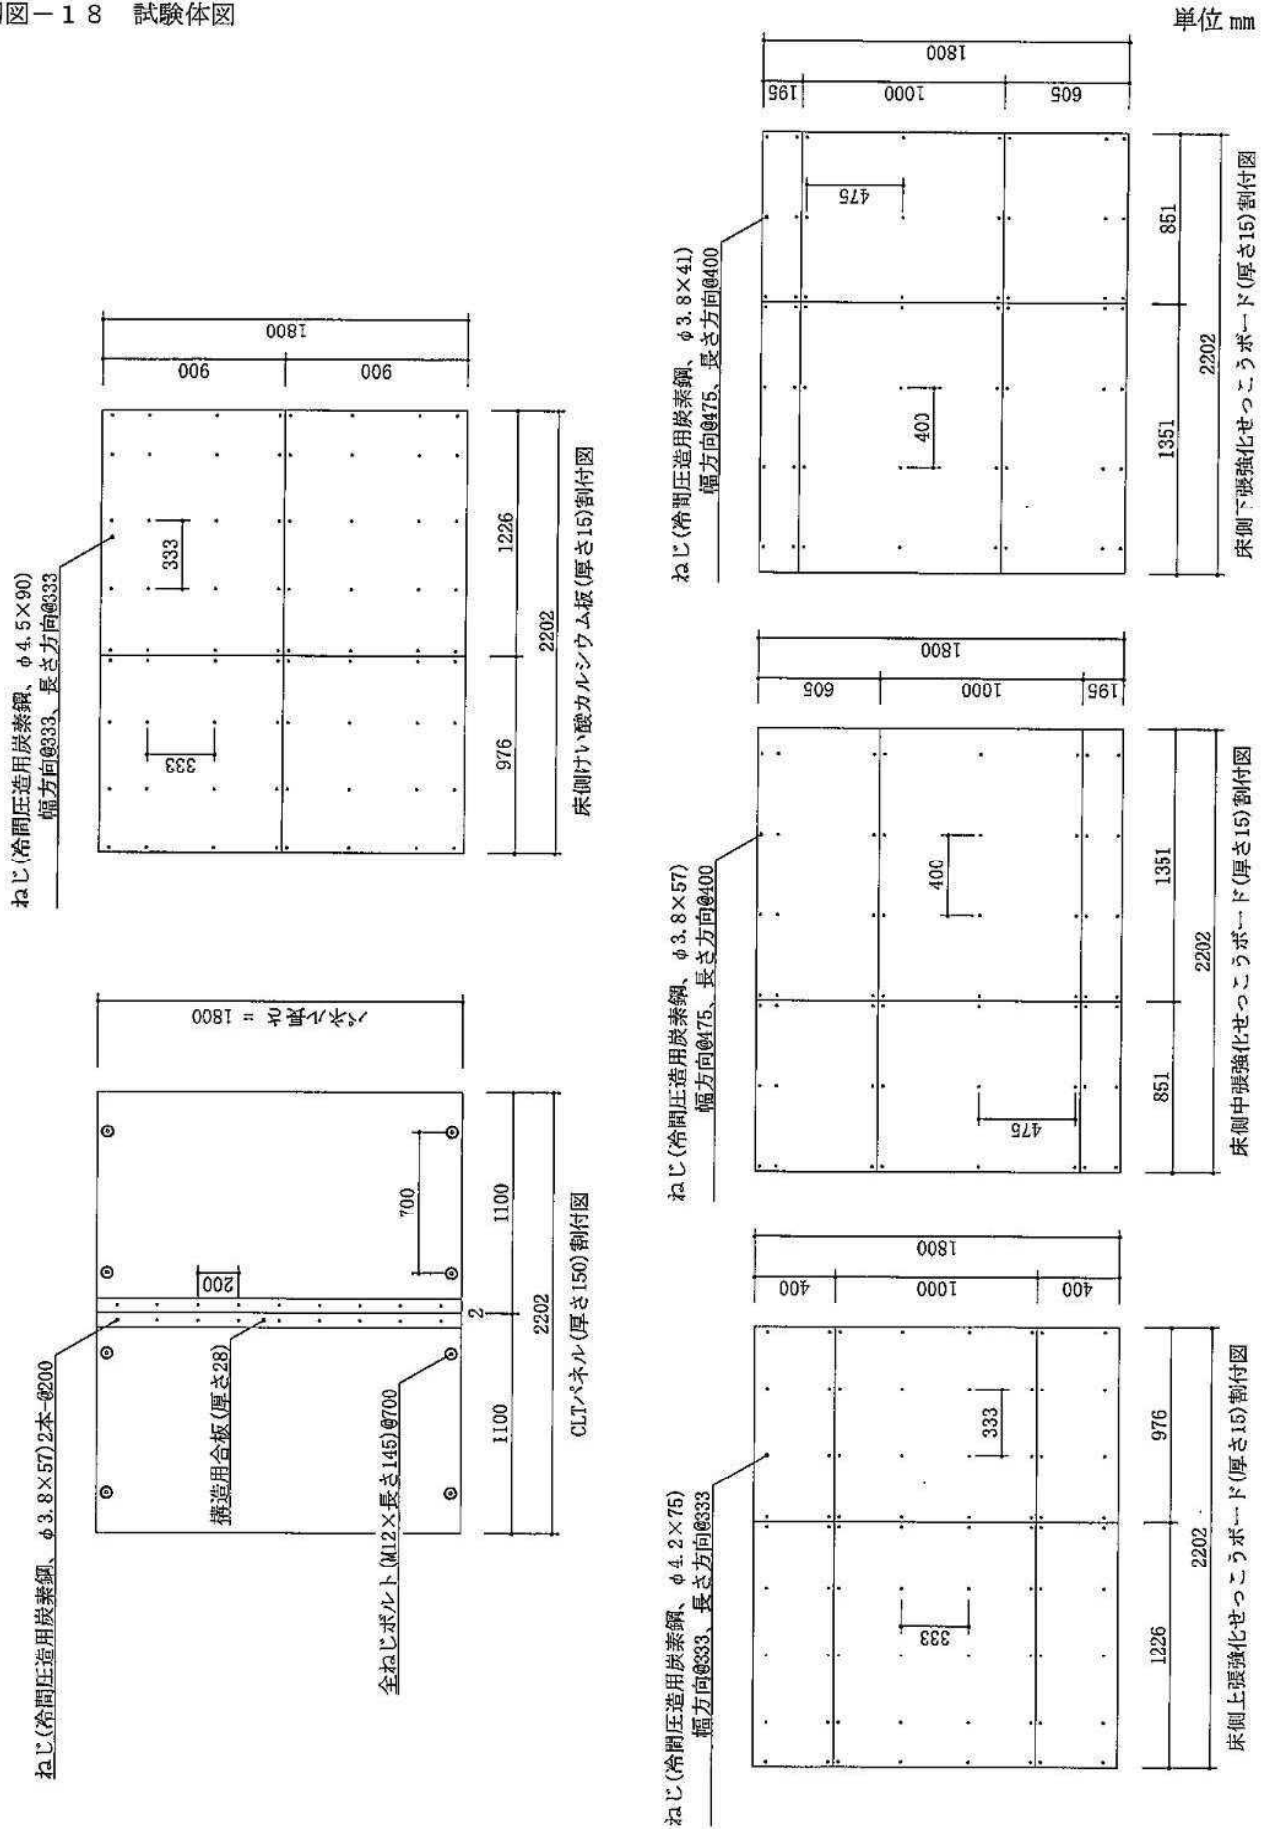 図－１８ 試験体図
単位 mm
ねじ(冷間圧造用炭素鋼、φ3.8×57)2本-@200
構造用合板(厚さ28)
全ねじボルト(M12×長さ145)@700
200
700
パネル長さ = 1800
1100
2
1100
2202
CLTパネル(厚さ150)割付図
ねじ(冷間圧造用炭素鋼、φ4.5×90)
幅方向@333、長さ方向@333
333
333
900
900
1800
976
1226
2202
床側けい酸カルシウム板(厚さ15)割付図
ねじ(冷間圧造用炭素鋼、φ4.2×75)
幅方向@333、長さ方向@333
333
333
400
1000
400
1800
1226
976
2202
床側上張強化せっこうボード(厚さ15)割付図
ねじ(冷間圧造用炭素鋼、φ3.8×57)
幅方向@475、長さ方向@400
475
400
605
1000
195
1800
851
1351
2202
床側中張強化せっこうボード(厚さ15)割付図
ねじ(冷間圧造用炭素鋼、φ3.8×41)
幅方向@475、長さ方向@400
400
475
195
1000
605
1800
1351
851
2202
床側下張強化せっこうボード(厚さ15)割付図